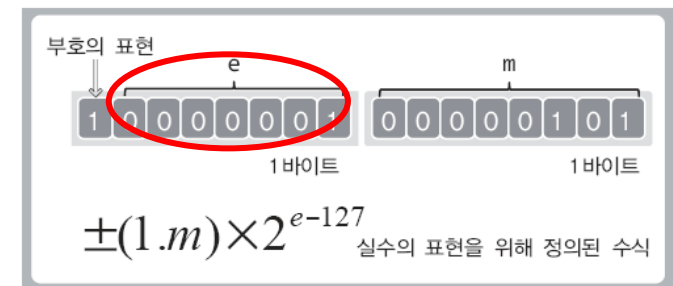 부호의 표현
e m
1 0 0 0 0 0 0 1 0 0 0 0 0 1 0 1
1바이트 1바이트
±(1.m)×2^{e-127} 실수의 표현을 위해 정의된 수식